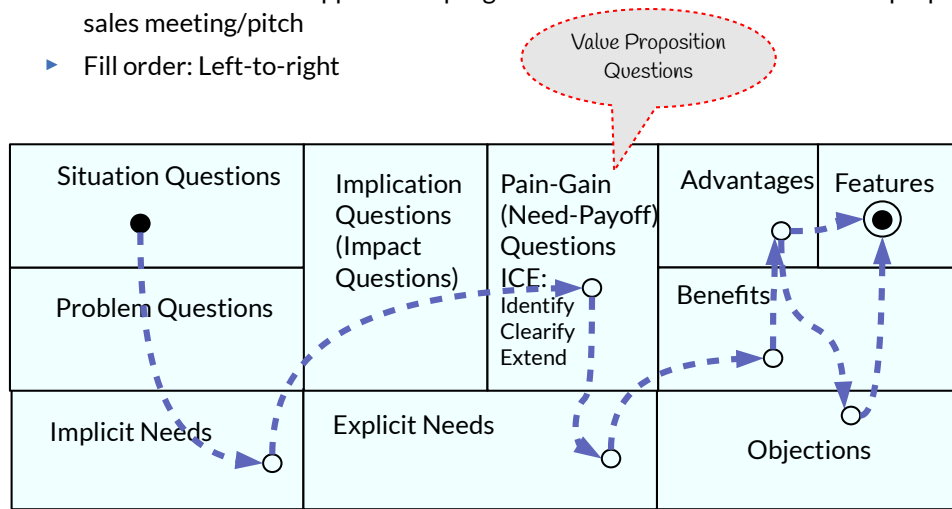 sales meeting/pitch
Fill order: Left-to-right
Value Proposition
Questions
Situation Questions
Problem Questions
Implication
Questions
(Impact
Questions)
Pain-Gain
(Need-Payoff)
Questions
ICE:
Identify
Clearify
Extend
Advantages
Features
Benefits
Implicit Needs
Explicit Needs
Objections